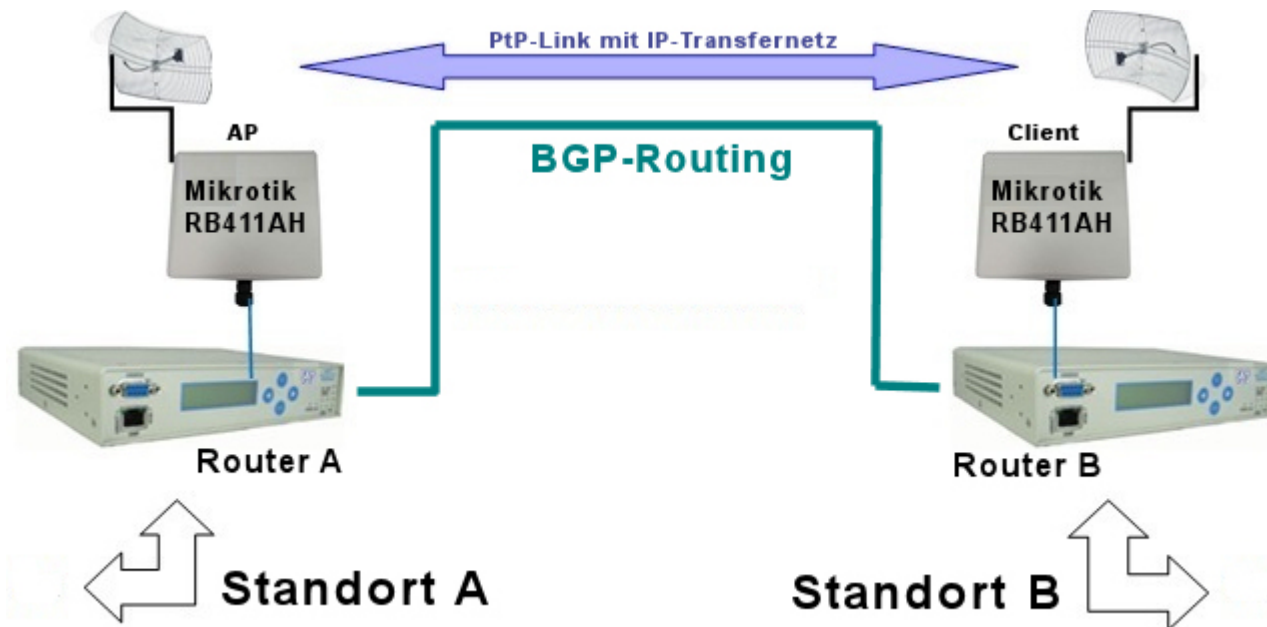 PtP-Link mit IP-Transfernetz
AP
Client
BGP-Routing
Mikrotik
RB411AH
Mikrotik
RB411AH
Router A
Router B
Standort A
Standort B